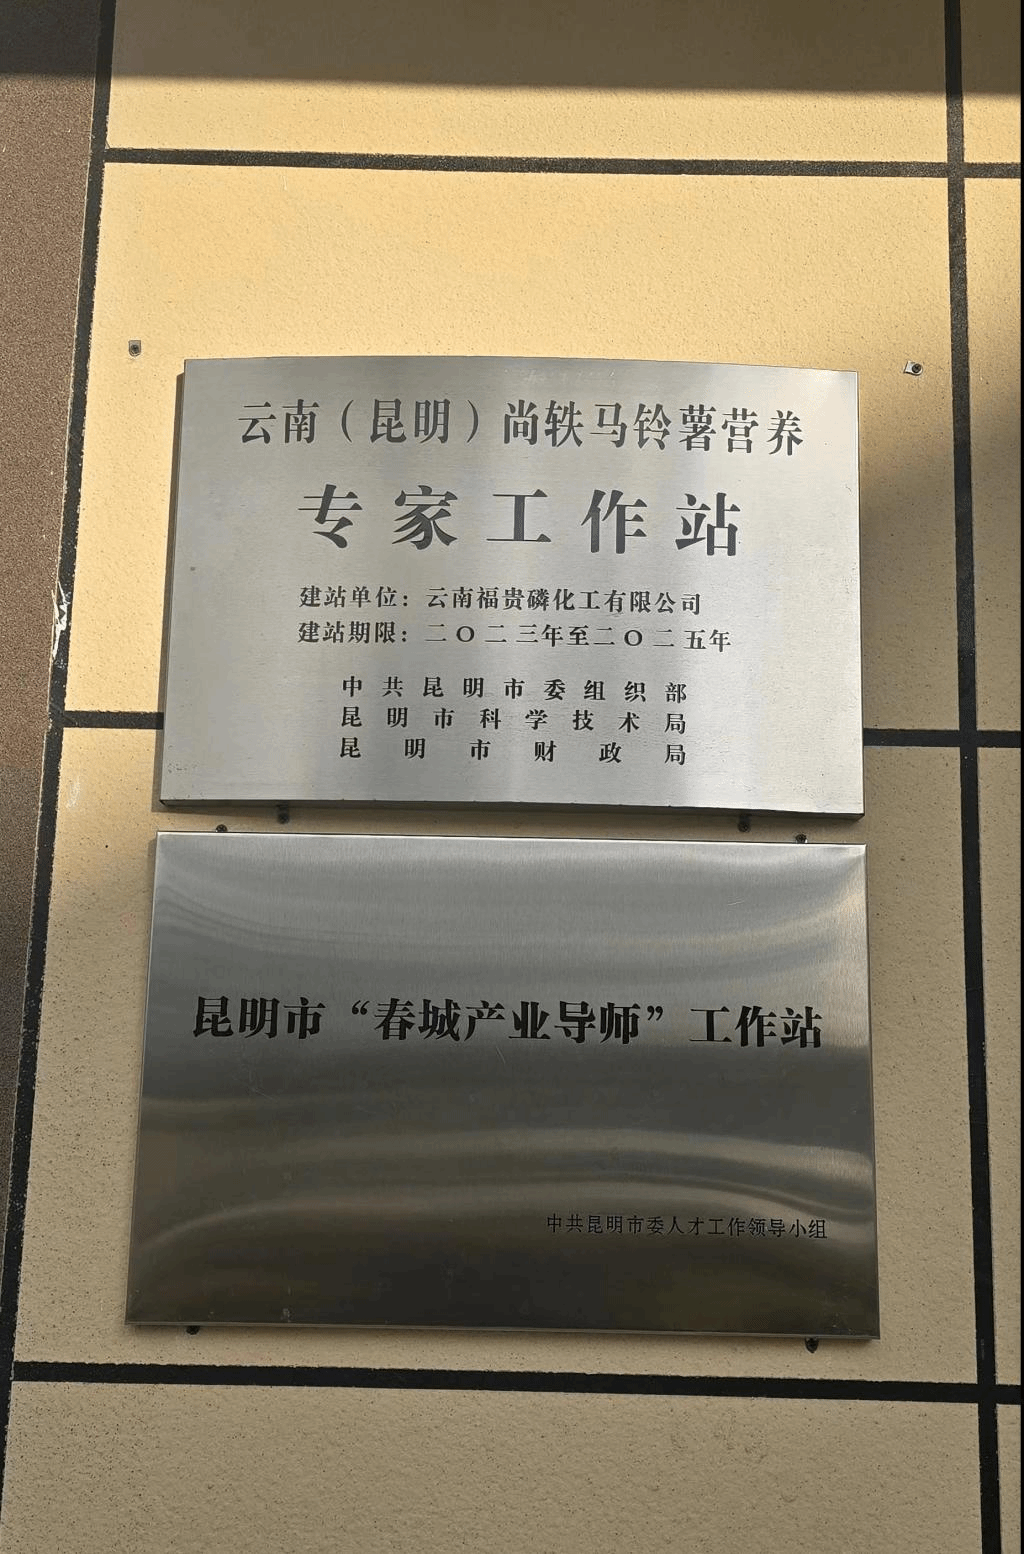 云南（昆明）尚轶马铃薯营养
专家工作站
建站单位：云南福贵磷化工有限公司
建站期限：二〇二三年至二〇二五年
中共昆明市委组织部
昆明市科学技术局
昆明市财政局
昆明市“春城产业导师”工作站
中共昆明市委人才工作领导小组